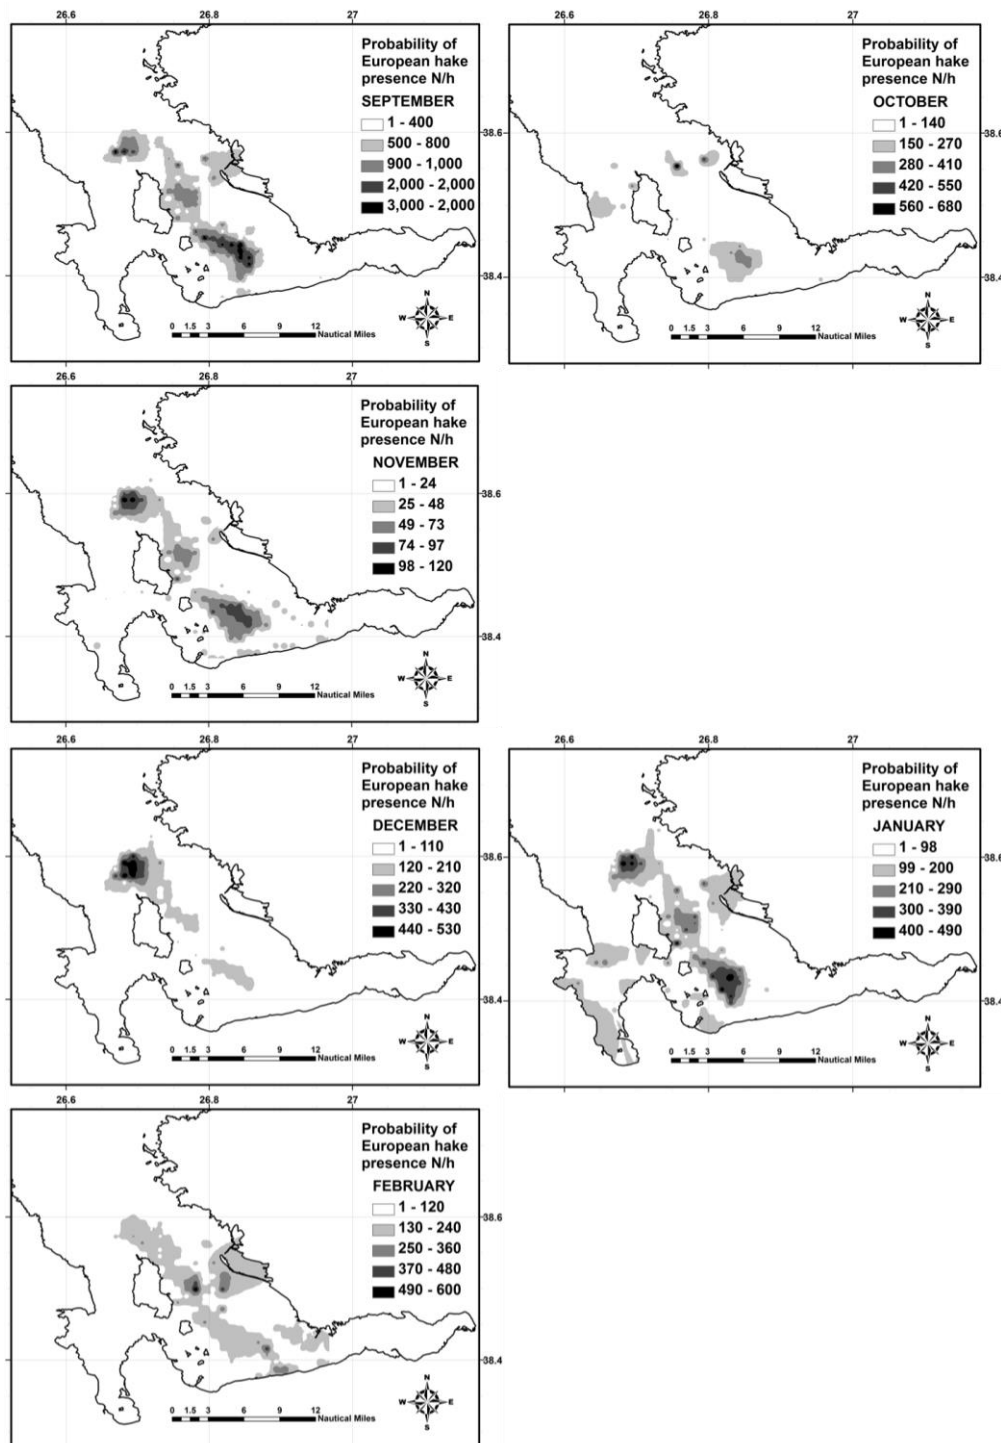 26.6 26.8 27
Probability of
European hake
presence N/h
SEPTEMBER
1 - 400
500 - 800
900 - 1,000
2,000 - 2,000
3,000 - 2,000
38.6
38.4
N
W E
S
0 1.5 3 6 9 12
Nautical Miles
26.6 26.8 27
Probability of
European hake
presence N/h
OCTOBER
1 - 140
150 - 270
280 - 410
420 - 550
560 - 680
38.6
38.4
N
W E
S
0 1.5 3 6 9 12
Nautical Miles
26.6 26.8 27
Probability of
European hake
presence N/h
NOVEMBER
1 - 24
25 - 48
49 - 73
74 - 97
98 - 120
38.6
38.4
N
W E
S
0 1.5 3 6 9 12
Nautical Miles
26.6 26.8 27
Probability of
European hake
presence N/h
DECEMBER
1 - 110
120 - 210
220 - 320
330 - 430
440 - 530
38.6
38.4
N
W E
S
0 1.5 3 6 9 12
Nautical Miles
26.6 26.8 27
Probability of
European hake
presence N/h
JANUARY
1 - 98
99 - 200
210 - 290
300 - 390
400 - 490
38.6
38.4
N
W E
S
0 1.5 3 6 9 12
Nautical Miles
26.6 26.8 27
Probability of
European hake
presence N/h
FEBRUARY
1 - 120
130 - 240
250 - 360
370 - 480
490 - 600
38.6
38.4
N
W E
S
0 1.5 3 6 9 12
Nautical Miles